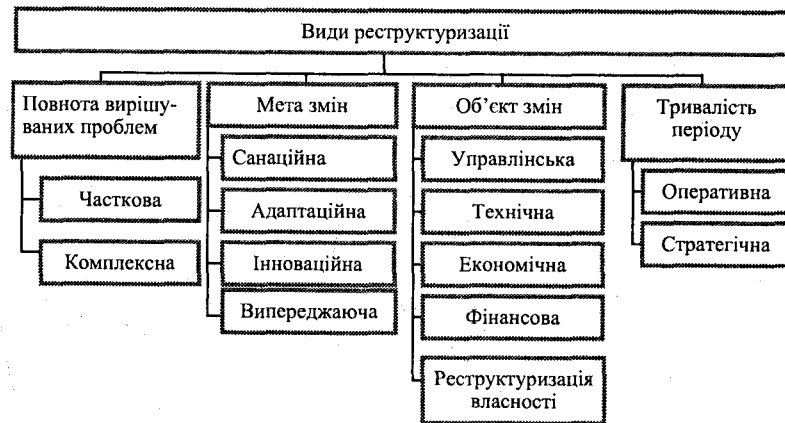 Види реструктуризації
Повнота вирішу-
ваних проблем
Часткова
Комплексна
Мета змін
Санаційна
Адаптаційна
Інноваційна
Випереджаюча
Об’єкт змін
Управлінська
Технічна
Економічна
Фінансова
Реструктуризація
власності
Тривалість
періоду
Оперативна
Стратегічна